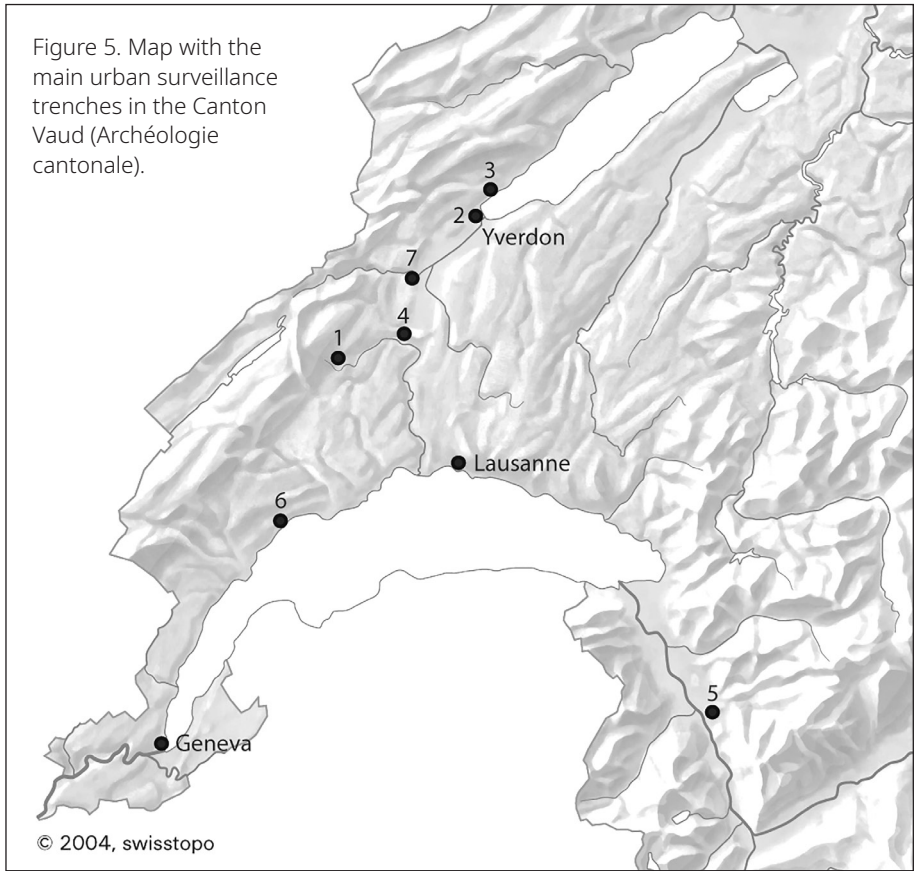 Figure 5. Map with the
main urban surveillance
trenches in the Canton
Vaud (Archéologie
cantonale).
3
2
Yverdon
7
4
1
Lausanne
6
5
Geneva
© 2004, swisstopo